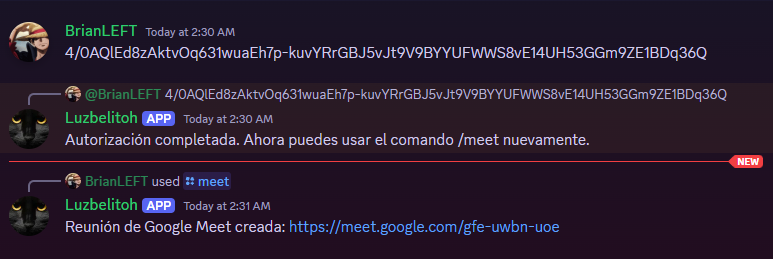 BrianLEFT Today at 2:30 AM
4/0AQlEd8zAktvOq631wuaEh7p-kuvYRrGBJ5vJt9V9BYYUFWWS8vE14UH53GGm9ZE1BDq36Q
@BrianLEFT 4/0AQlEd8zAktvOq631wuaEh7p-kuvYRrGBJ5vJt9V9BYYUFWWS8vE14UH53GGm9ZE1BDq36Q
Luzbelitoh APP Today at 2:30 AM
Autorización completada. Ahora puedes usar el comando /meet nuevamente.
NEW
BrianLEFT used meet
Luzbelitoh APP Today at 2:31 AM
Reunión de Google Meet creada: https://meet.google.com/gfe-uwbn-uoe